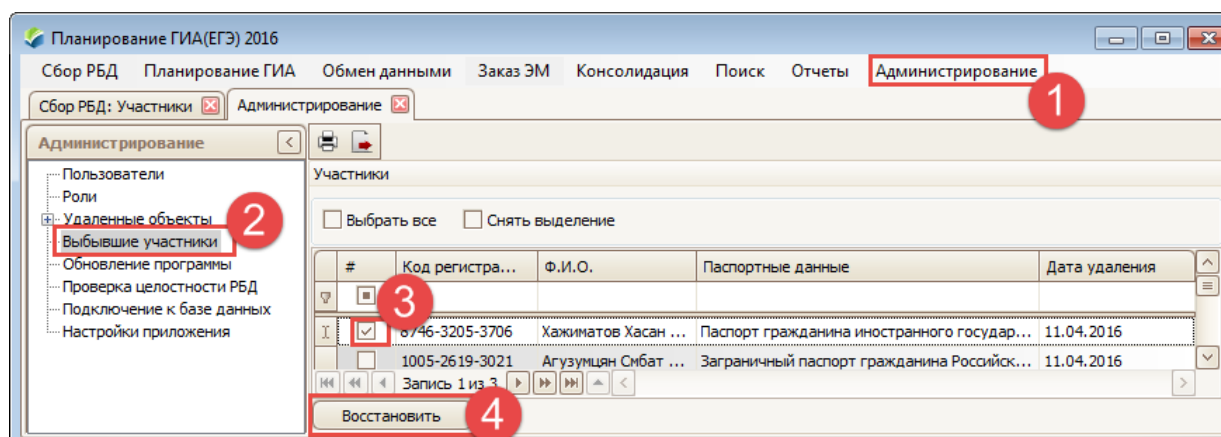 Планирование ГИА(ЕГЭ) 2016
Сбор РБД Планирование ГИА Обмен данными Заказ ЭМ Консолидация Поиск Отчеты Администрирование
1
Сбор РБД: Участники Администрирование
Администрирование
Пользователи
Роли
Удаленные объекты
2
Выбывшие участники
Обновление программы
Проверка целостности РБД
Подключение к базе данных
Настройки приложения
Участники
Выбрать все Снять выделение
# Код регистра... Ф.И.О. Паспортные данные Дата удаления
3
8746-3205-3706 Хажиматов Хасан ... Паспорт гражданина иностранного государ... 11.04.2016
1005-2619-3021 Агузумцян Смбат ... Заграничный паспорт гражданина Российск... 11.04.2016
Запись 1 из 3
Восстановить
4